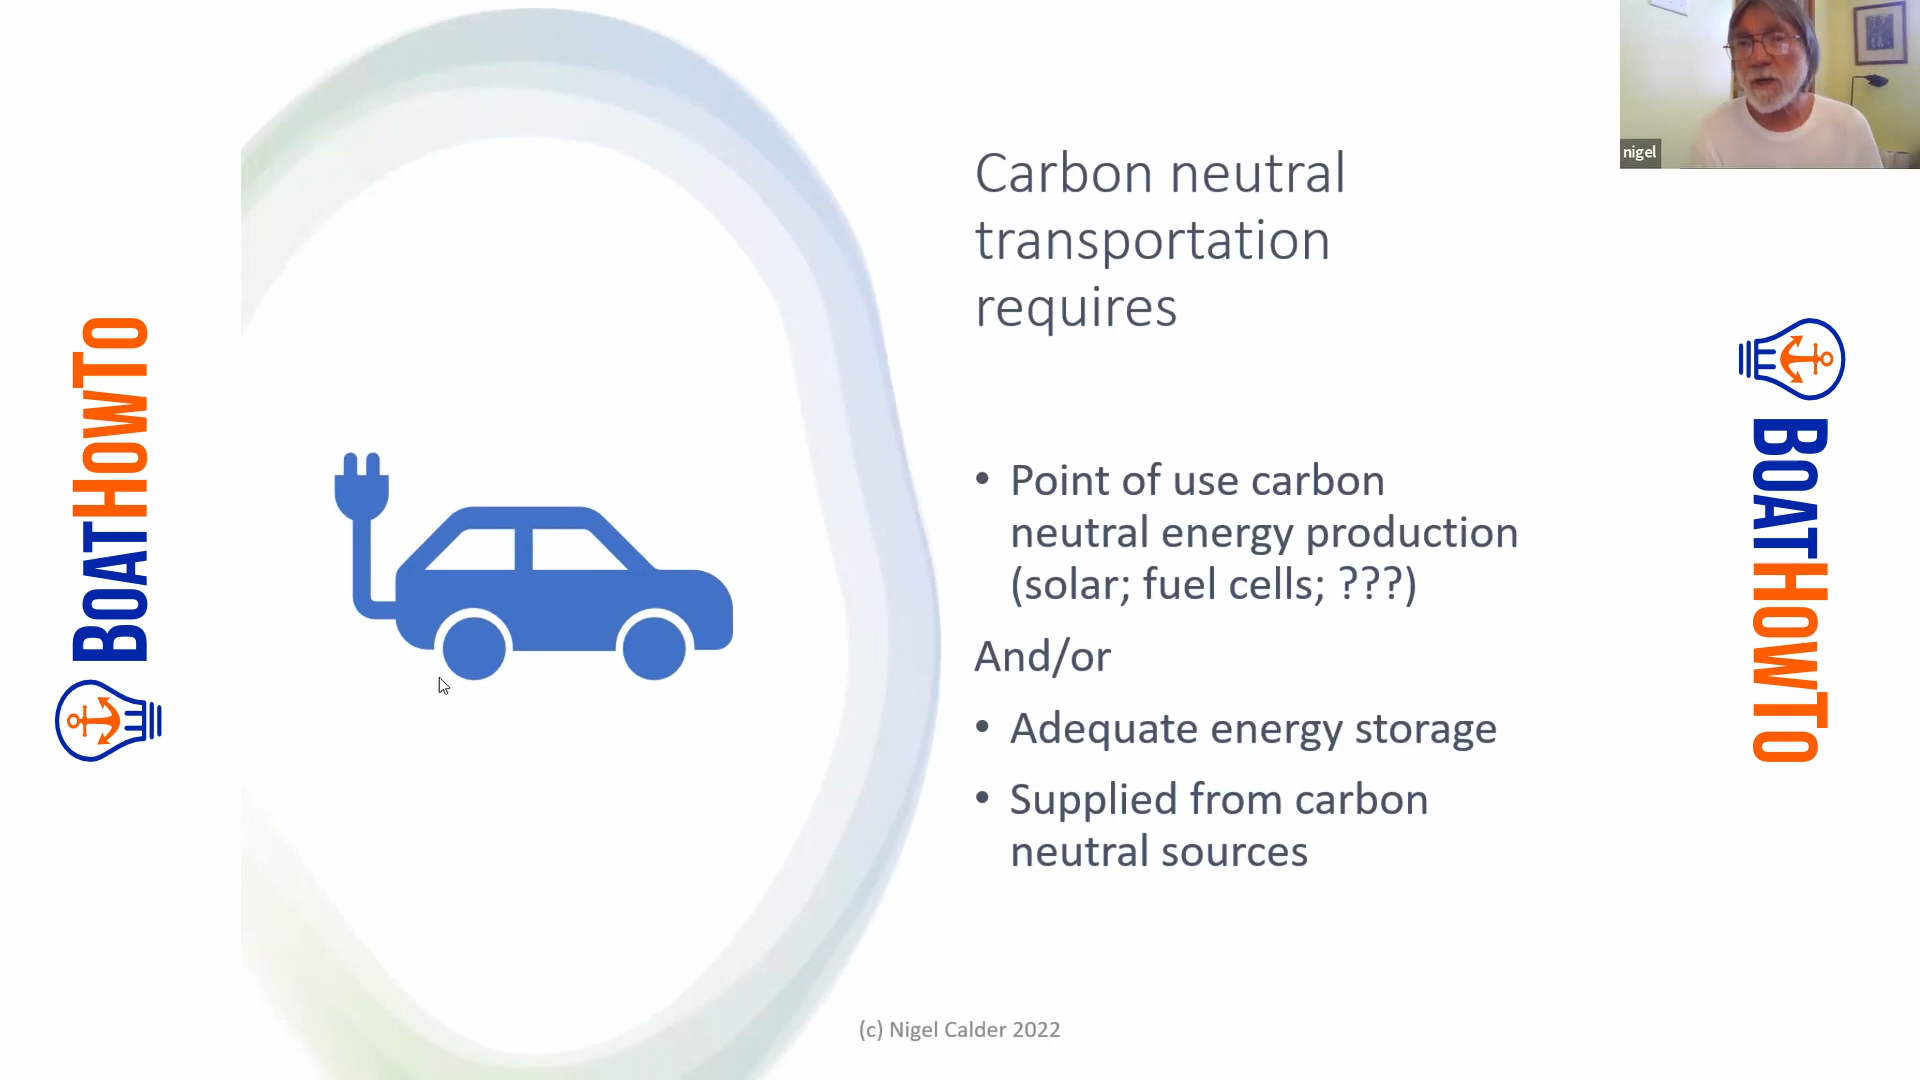 Carbon neutral
transportation
requires
• Point of use carbon
neutral energy production
(solar; fuel cells; ???)
And/or
• Adequate energy storage
• Supplied from carbon
neutral sources
(c) Nigel Calder 2022
nigel
BOATHOWTO
BOATHOWTO